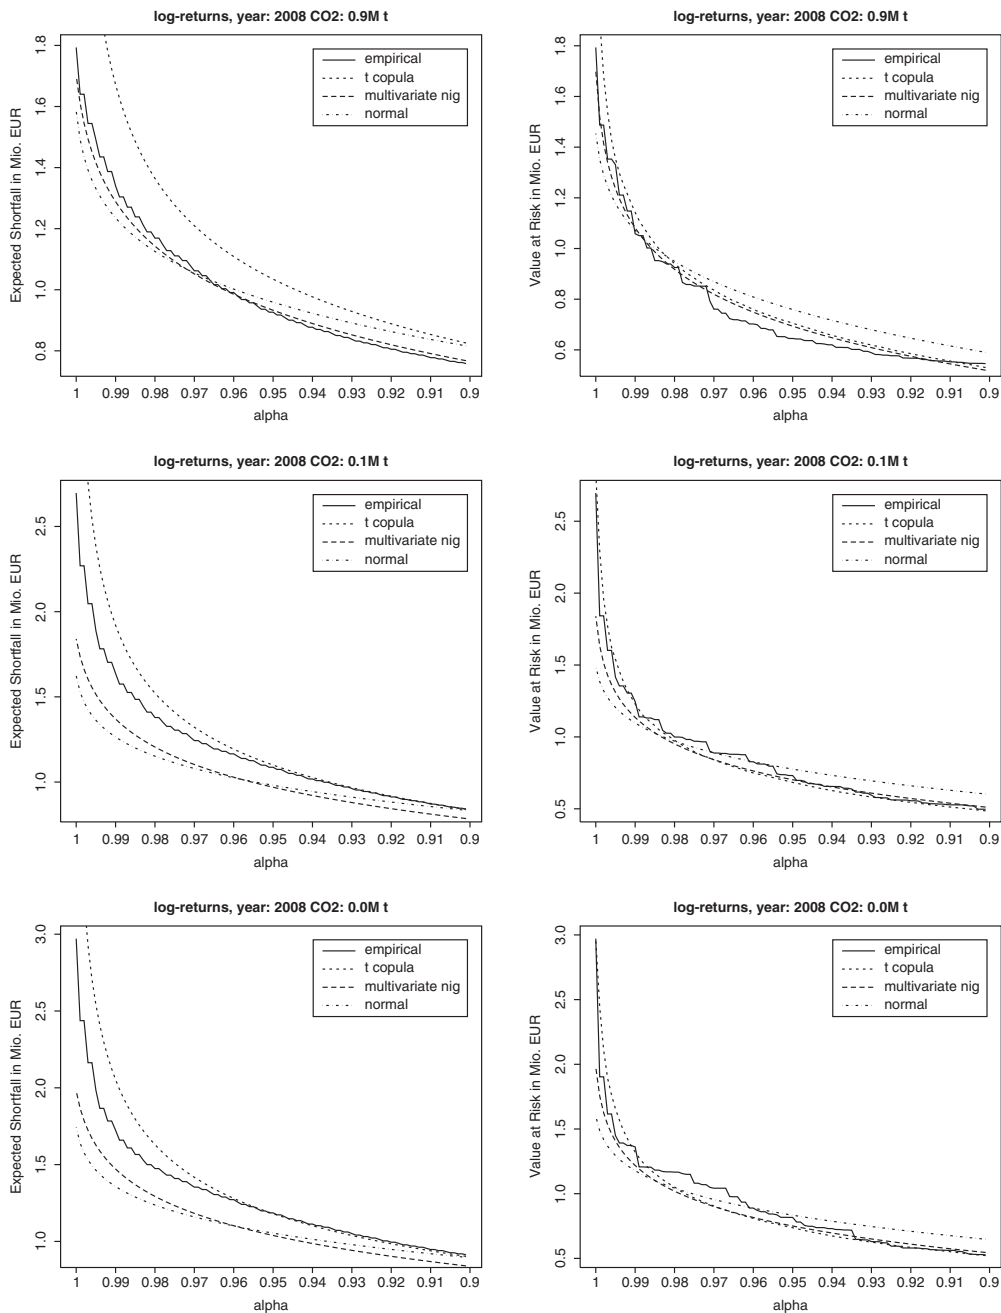 log-returns, year: 2008 CO2: 0.9M t
Expected Shortfall in Mio. EUR
1.8
1.6
1.4
1.2
1.0
0.8
empirical
t copula
multivariate nig
normal
1 0.99 0.98 0.97 0.96 0.95 0.94 0.93 0.92 0.91 0.9
alpha
log-returns, year: 2008 CO2: 0.9M t
Value at Risk in Mio. EUR
1.8
1.6
1.4
1.2
1.0
0.8
0.6
empirical
t copula
multivariate nig
normal
1 0.99 0.98 0.97 0.96 0.95 0.94 0.93 0.92 0.91 0.9
alpha
log-returns, year: 2008 CO2: 0.1M t
Expected Shortfall in Mio. EUR
2.5
2.0
1.5
1.0
empirical
t copula
multivariate nig
normal
1 0.99 0.98 0.97 0.96 0.95 0.94 0.93 0.92 0.91 0.9
alpha
log-returns, year: 2008 CO2: 0.1M t
Value at Risk in Mio. EUR
2.5
2.0
1.5
1.0
0.5
empirical
t copula
multivariate nig
normal
1 0.99 0.98 0.97 0.96 0.95 0.94 0.93 0.92 0.91 0.9
alpha
log-returns, year: 2008 CO2: 0.0M t
Expected Shortfall in Mio. EUR
3.0
2.5
2.0
1.5
1.0
empirical
t copula
multivariate nig
normal
1 0.99 0.98 0.97 0.96 0.95 0.94 0.93 0.92 0.91 0.9
alpha
log-returns, year: 2008 CO2: 0.0M t
Value at Risk in Mio. EUR
3.0
2.5
2.0
1.5
1.0
0.5
empirical
t copula
multivariate nig
normal
1 0.99 0.98 0.97 0.96 0.95 0.94 0.93 0.92 0.91 0.9
alpha